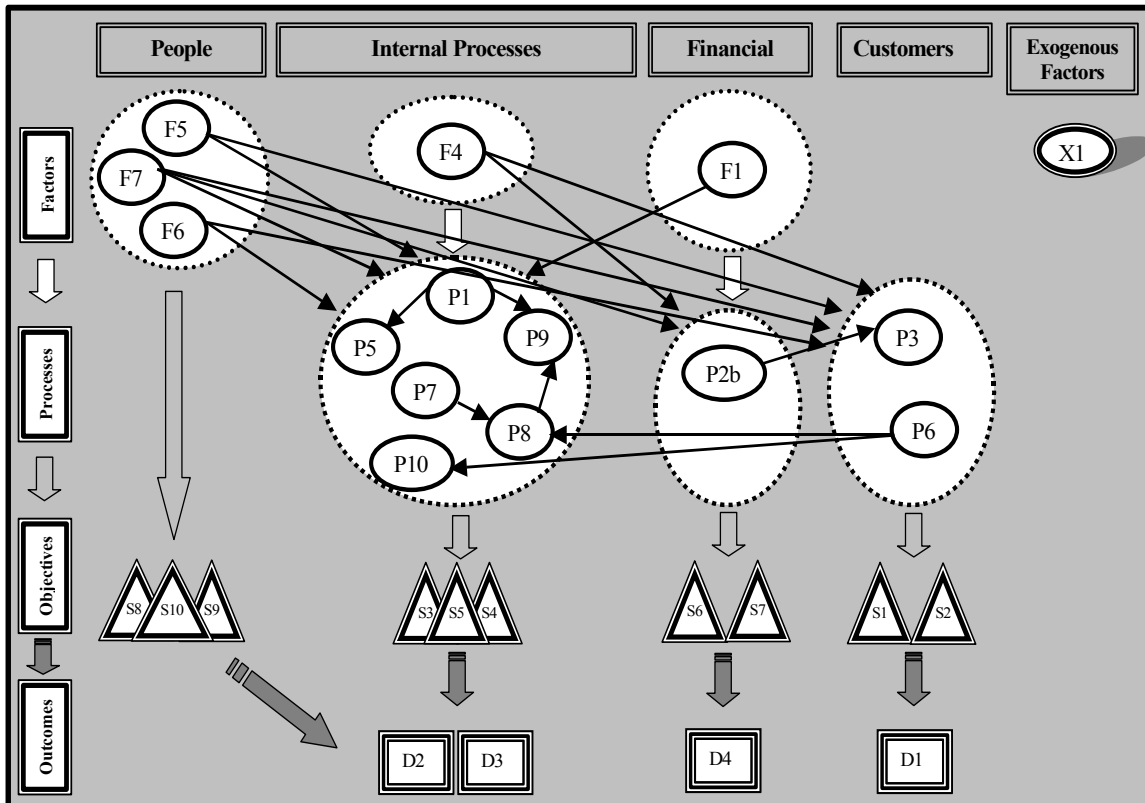 People
Internal Processes
Financial
Customers
Exogenous
Factors
Factors
F5
F7
F6
F4
F1
X1
Processes
P1
P5
P9
P7
P8
P10
P2b
P3
P6
Objectives
S8
S10
S9
S3
S5
S4
S6
S7
S1
S2
Outcomes
D2
D3
D4
D1